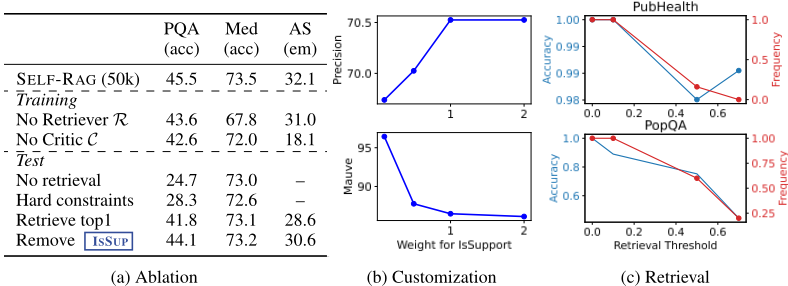 PQA Med AS
(acc) (acc) (em)
SELF-RAG (50k) 45.5 73.5 32.1
Training
No Retriever R 43.6 67.8 31.0
No Critic C 42.6 72.0 18.1
Test
No retrieval 24.7 73.0 –
Hard constraints 28.3 72.6 –
Retrieve top1 41.8 73.1 28.6
Remove ISSUP 44.1 73.2 30.6
(a) Ablation
Precision
70.5
70.0
1 2
Mauve
95
90
1 2
Weight for IsSupport
(b) Customization
PubHealth
Accuracy
1.00
0.99
0.99
0.98
Frequency
1.0
0.5
0.0
0.0 0.2 0.4 0.6
PopQA
Accuracy
1.0
0.8
0.6
Frequency
1.00
0.75
0.50
0.25
0.0 0.2 0.4 0.6
Retrieval Threshold
(c) Retrieval